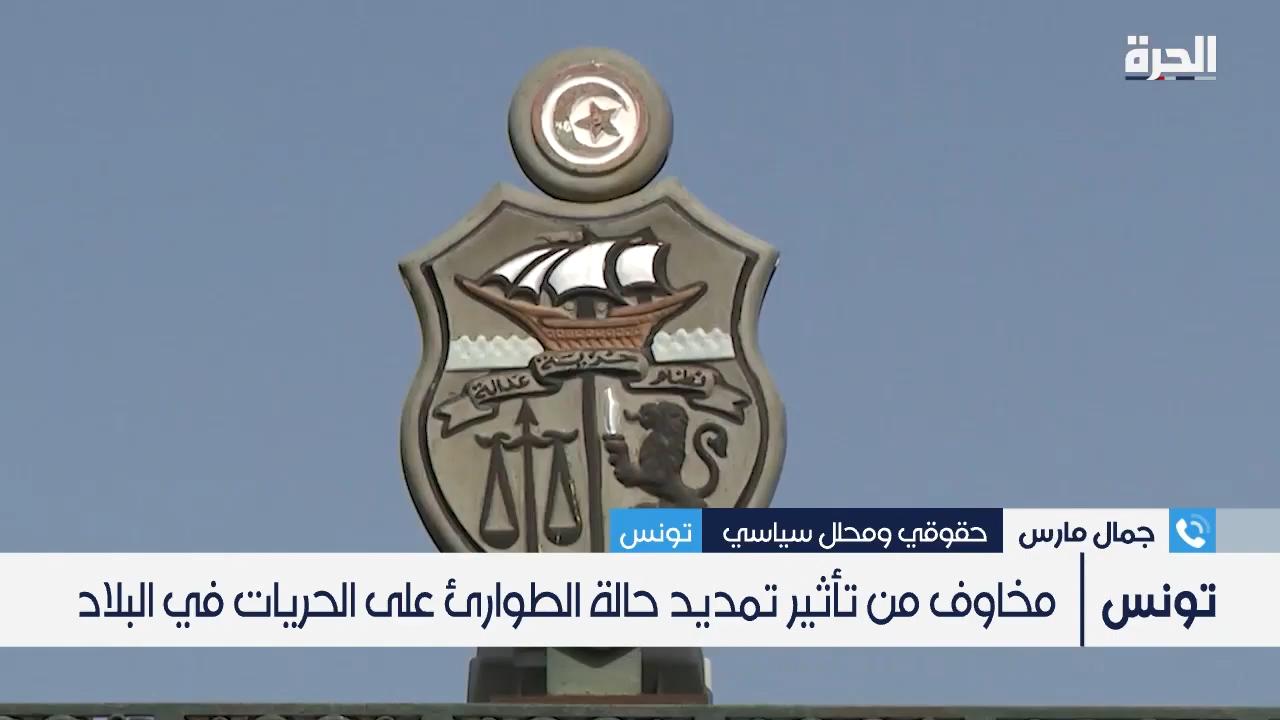 الحرة
حرية
نظام
عدالة
جمال مارس
حقوقي ومحلل سياسي
تونس
تونس
مخاوف من تأثير تمديد حالة الطوارئ على الحريات في البلاد